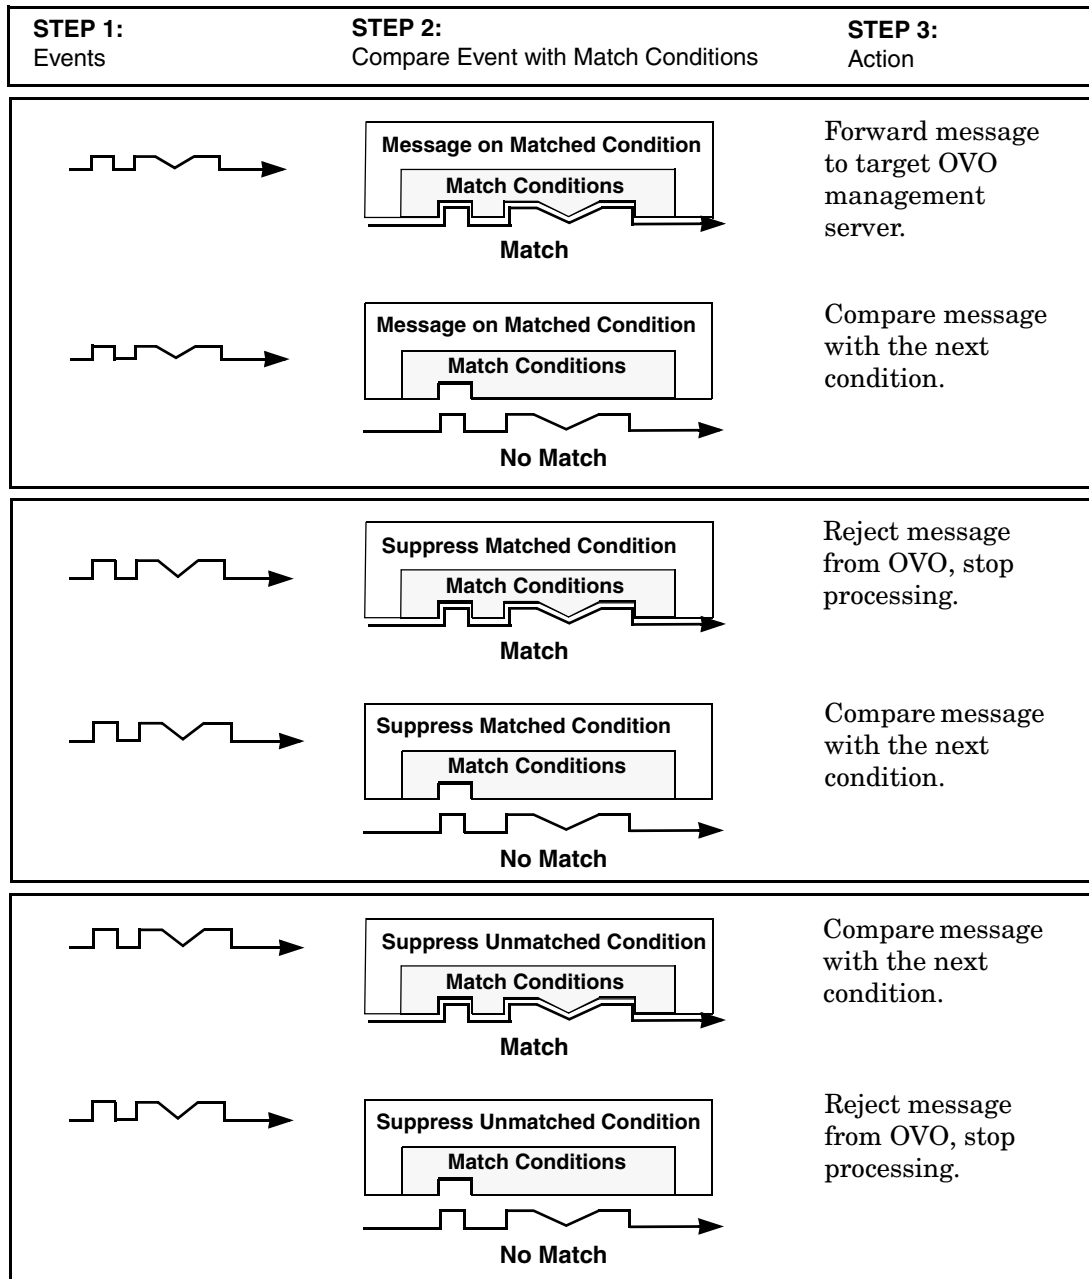 STEP 1:
Events
STEP 2:
Compare Event with Match Conditions
STEP 3:
Action
Message on Matched Condition
Match Conditions
Match
Forward message
to target OVO
management
server.
Message on Matched Condition
Match Conditions
No Match
Compare message
with the next
condition.
Suppress Matched Condition
Match Conditions
Match
Reject message
from OVO, stop
processing.
Suppress Matched Condition
Match Conditions
No Match
Compare message
with the next
condition.
Suppress Unmatched Condition
Match Conditions
Match
Compare message
with the next
condition.
Suppress Unmatched Condition
Match Conditions
No Match
Reject message
from OVO, stop
processing.